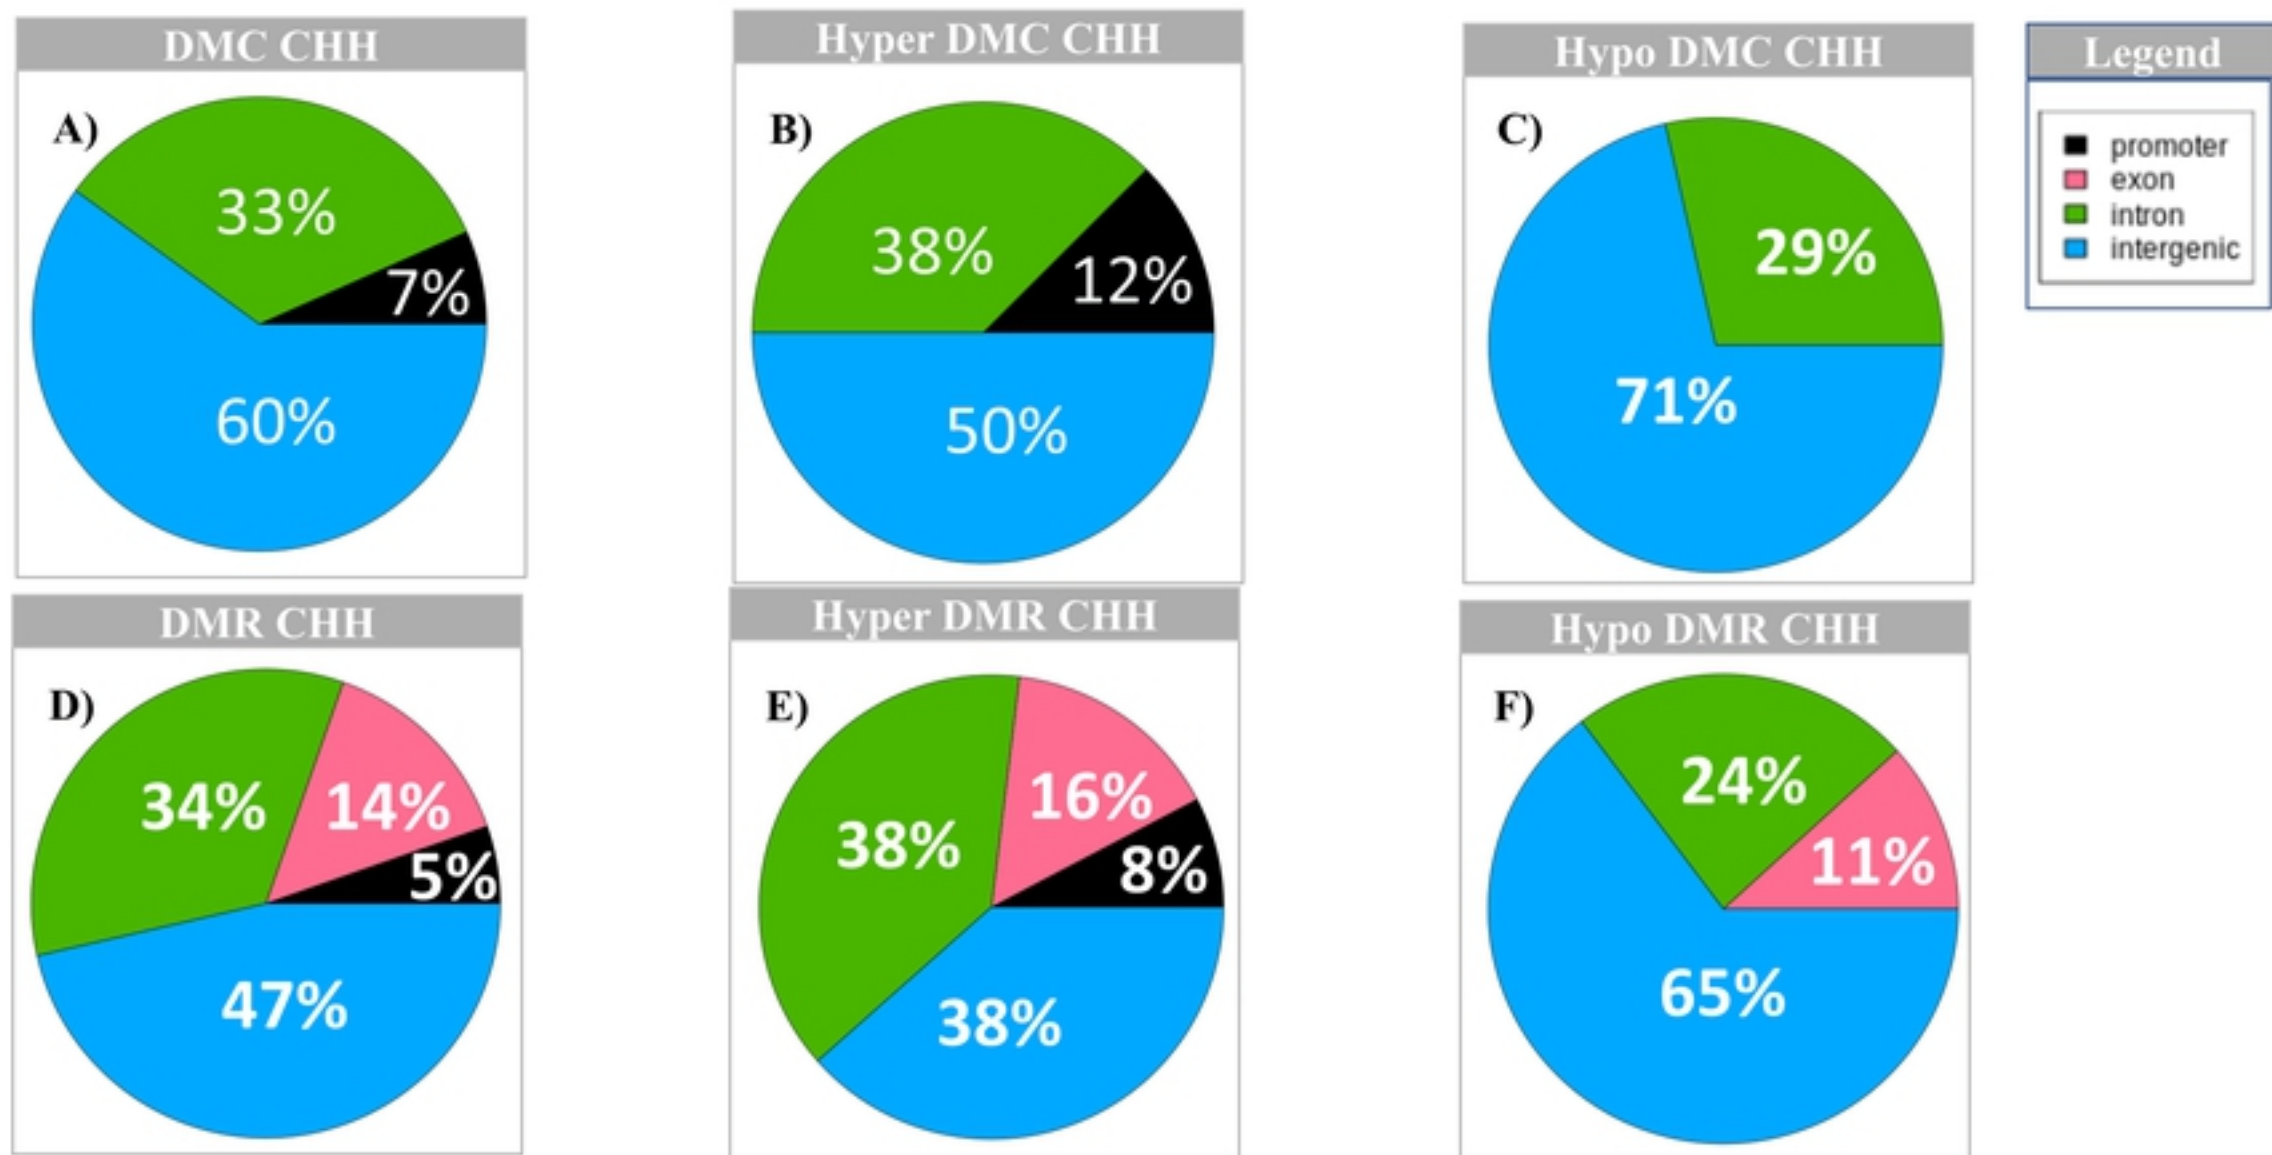 DMC CHH
A)
33%
7%
60%
Hyper DMC CHH
B)
38%
12%
50%
Hypo DMC CHH
C)
29%
71%
Legend
promoter
exon
intron
intergenic
DMR CHH
D)
34%
14%
5%
47%
Hyper DMR CHH
E)
16%
38%
8%
38%
Hypo DMR CHH
F)
24%
11%
65%